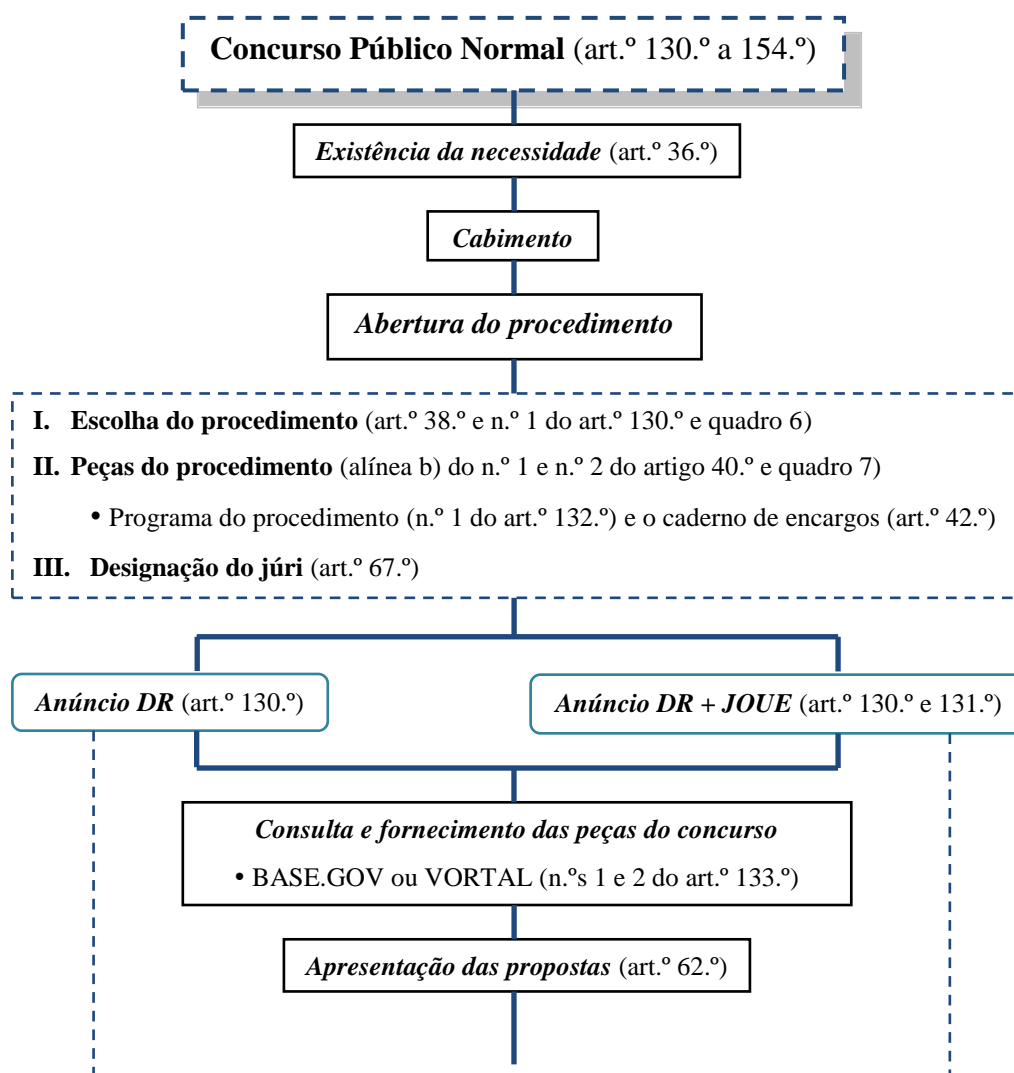 Concurso Público Normal (art.º 130.º a 154.º)
Existência da necessidade (art.º 36.º)
Cabimento
Abertura do procedimento
I. Escolha do procedimento (art.º 38.º e n.º 1 do art.º 130.º e quadro 6)
II. Peças do procedimento (alínea b) do n.º 1 e n.º 2 do artigo 40.º e quadro 7)
• Programa do procedimento (n.º 1 do art.º 132.º) e o caderno de encargos (art.º 42.º)
III. Designação do júri (art.º 67.º)
Anúncio DR (art.º 130.º)
Anúncio DR + JOUE (art.º 130.º e 131.º)
Consulta e fornecimento das peças do concurso
• BASE.GOV ou VORTAL (n.ºs 1 e 2 do art.º 133.º)
Apresentação das propostas (art.º 62.º)